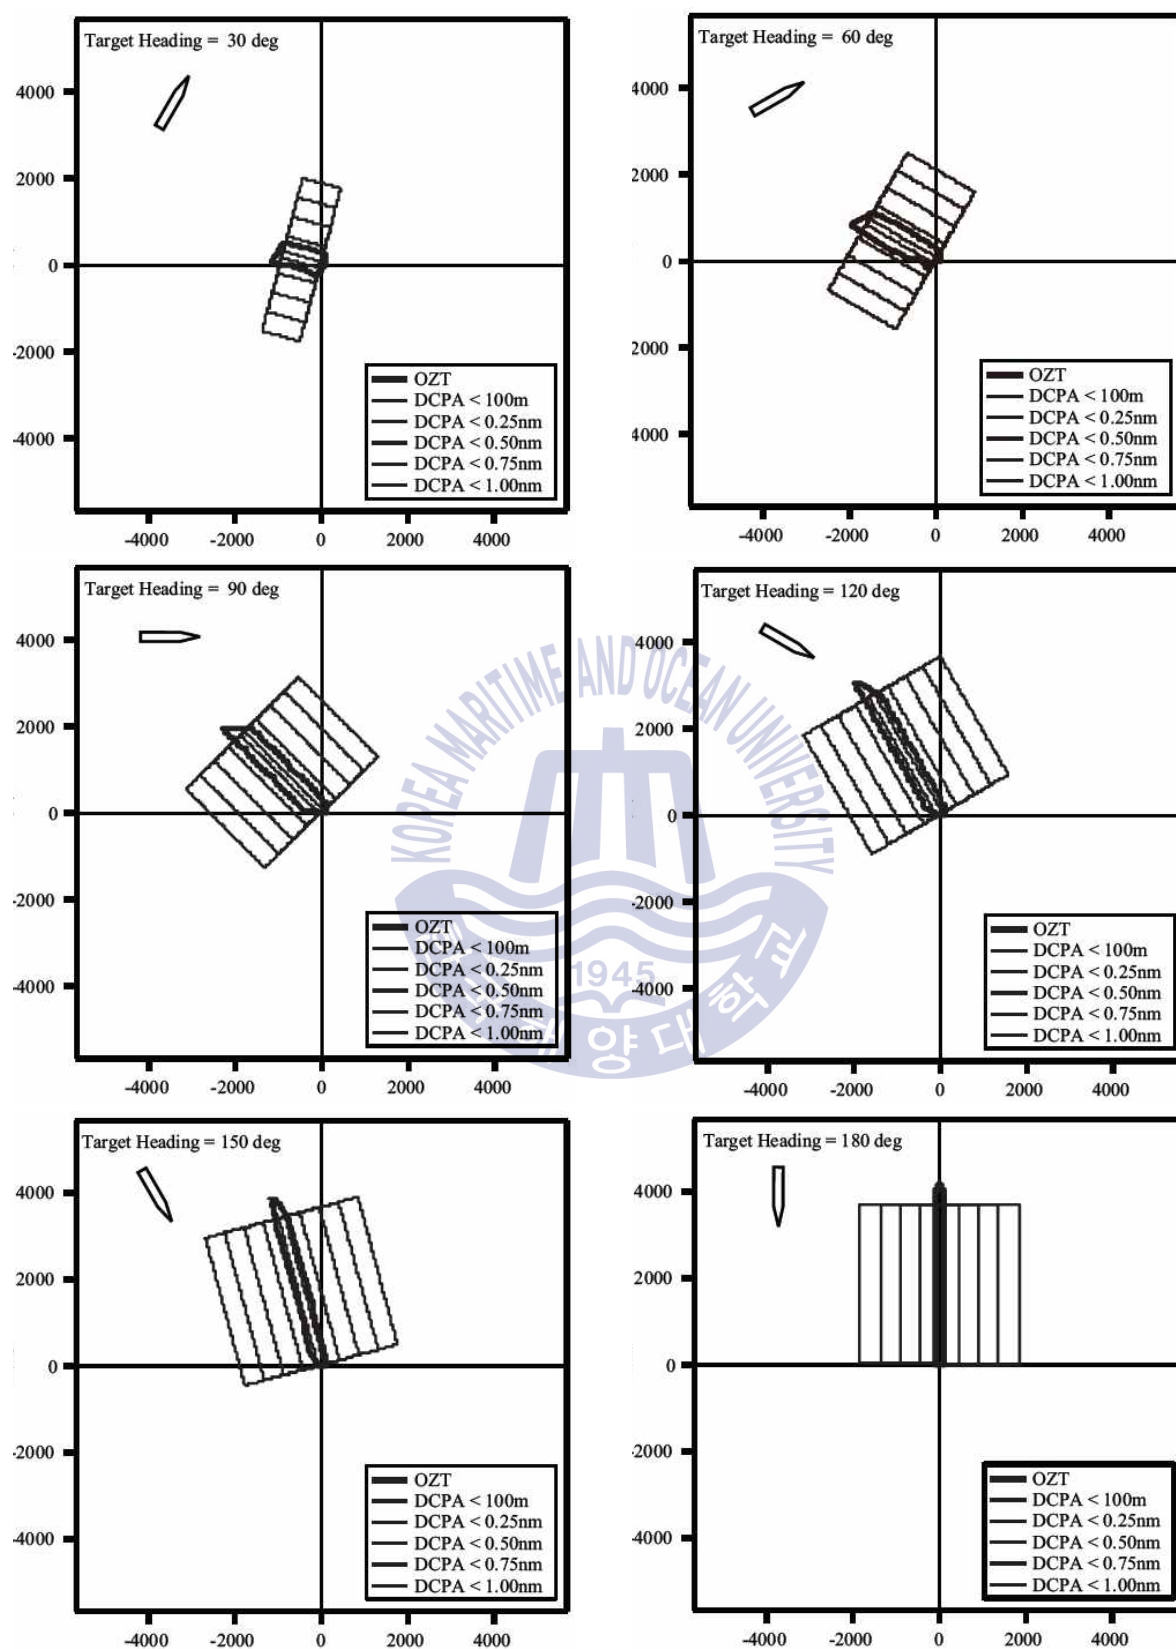 Target Heading = 30 deg
4000
2000
0
-2000
-4000
OZT
DCPA < 100m
DCPA < 0.25nm
DCPA < 0.50nm
DCPA < 0.75nm
DCPA < 1.00nm
-4000 -2000 0 2000 4000
Target Heading = 60 deg
4000
2000
0
2000
4000
OZT
DCPA < 100m
DCPA < 0.25nm
DCPA < 0.50nm
DCPA < 0.75nm
DCPA < 1.00nm
-4000 -2000 0 2000 4000
Target Heading = 90 deg
4000
2000
0
-2000
-4000
OZT
DCPA < 100m
DCPA < 0.25nm
DCPA < 0.50nm
DCPA < 0.75nm
DCPA < 1.00nm
-4000 -2000 0 2000 4000
Target Heading = 120 deg
4000
2000
0
-2000
-4000
OZT
DCPA < 100m
DCPA < 0.25nm
DCPA < 0.50nm
DCPA < 0.75nm
DCPA < 1.00nm
-4000 -2000 0 2000 4000
KOREA MARITIME AND OCEAN UNIVERSITY
1945
해양대학교
Target Heading = 150 deg
4000
2000
0
-2000
-4000
OZT
DCPA < 100m
DCPA < 0.25nm
DCPA < 0.50nm
DCPA < 0.75nm
DCPA < 1.00nm
-4000 -2000 0 2000 4000
Target Heading = 180 deg
4000
2000
0
-2000
-4000
OZT
DCPA < 100m
DCPA < 0.25nm
DCPA < 0.50nm
DCPA < 0.75nm
DCPA < 1.00nm
-4000 -2000 0 2000 4000